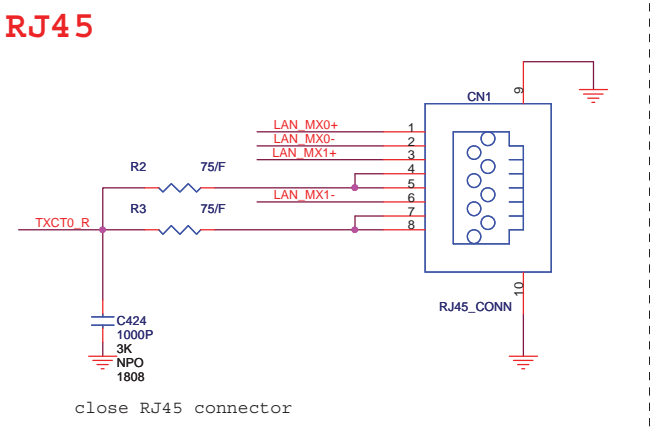 RJ45
CN1
9
LAN_MX0+
1
LAN_MX0-
2
LAN_MX1+
3
R2
75/F
4
5
LAN_MX1-
6
R3
75/F
7
TXCT0_R
8
10
RJ45_CONN
C424
1000P
3K
NPO
1808
close RJ45 connector